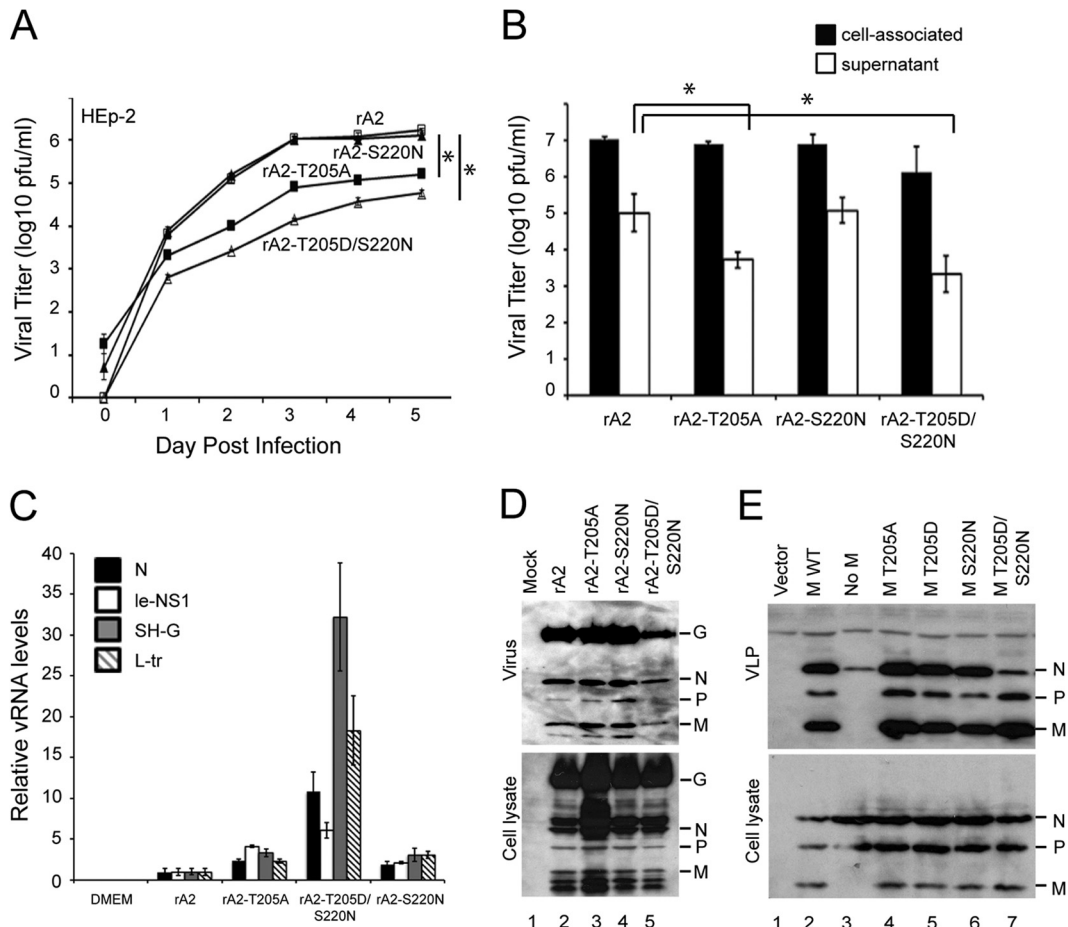 A
HEp-2
Viral Titer (log10 pfu/ml)
6
5
4
3
2
1
0
rA2
rA2-S220N
rA2-T205A
rA2-T205D/S220N
*
*
0 1 2 3 4 5
Day Post Infection
B
cell-associated
supernatant
*
*
Viral Titer (log10 pfu/ml)
7
6
5
4
3
2
1
0
rA2 rA2-T205A rA2-S220N rA2-T205D/
S220N
C
N
le-NS1
SH-G
L-tr
Relative vRNA levels
40
35
30
25
20
15
10
5
0
DMEM rA2 rA2-T205A rA2-T205D/ rA2-S220N
S220N
D
Mock
rA2
rA2-T205A
rA2-S220N
rA2-T205D/
S220N
Virus
G
N
P
M
Cell lysate
G
N
P
M
1 2 3 4 5
E
Vector
M WT
No M
M T205A
M T205D
M S220N
M T205D/
S220N
VLP
N
P
M
Cell lysate
N
P
M
1 2 3 4 5 6 7